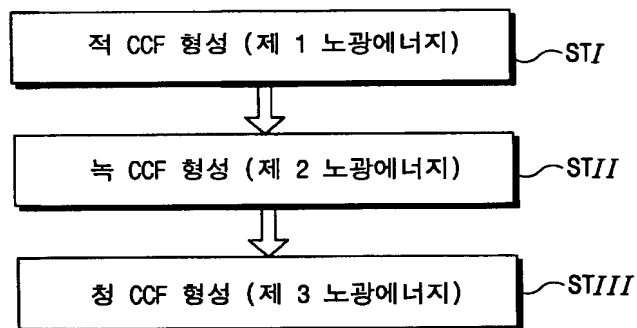 적 CCF 형성 (제 1 노광에너지)
STI
녹 CCF 형성 (제 2 노광에너지)
STII
청 CCF 형성 (제 3 노광에너지)
STIII